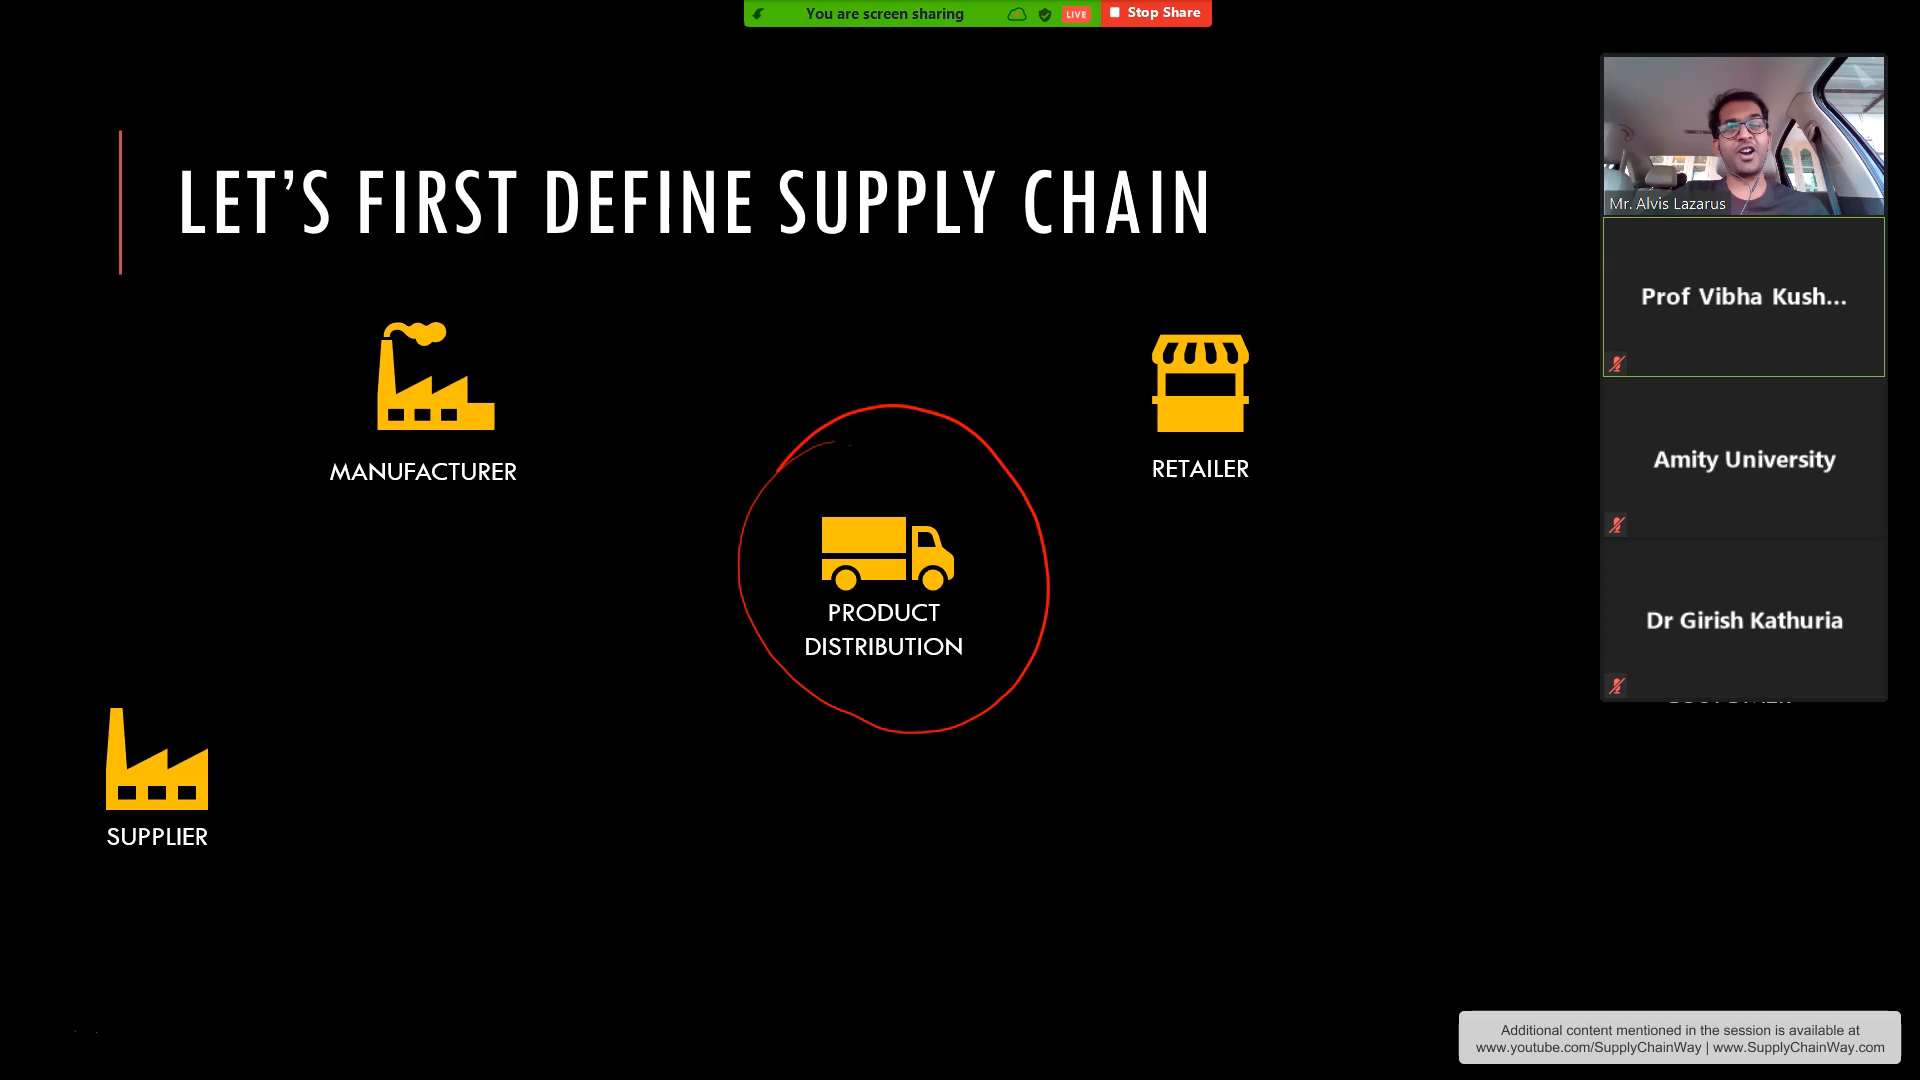 You are screen sharing
LIVE
Stop Share
LET’S FIRST DEFINE SUPPLY CHAIN
Mr. Alvis Lazarus
Prof Vibha Kush...
Amity University
Dr Girish Kathuria
MANUFACTURER
RETAILER
PRODUCT
DISTRIBUTION
SUPPLIER
Additional content mentioned in the session is available at
www.youtube.com/SupplyChainWay | www.SupplyChainWay.com